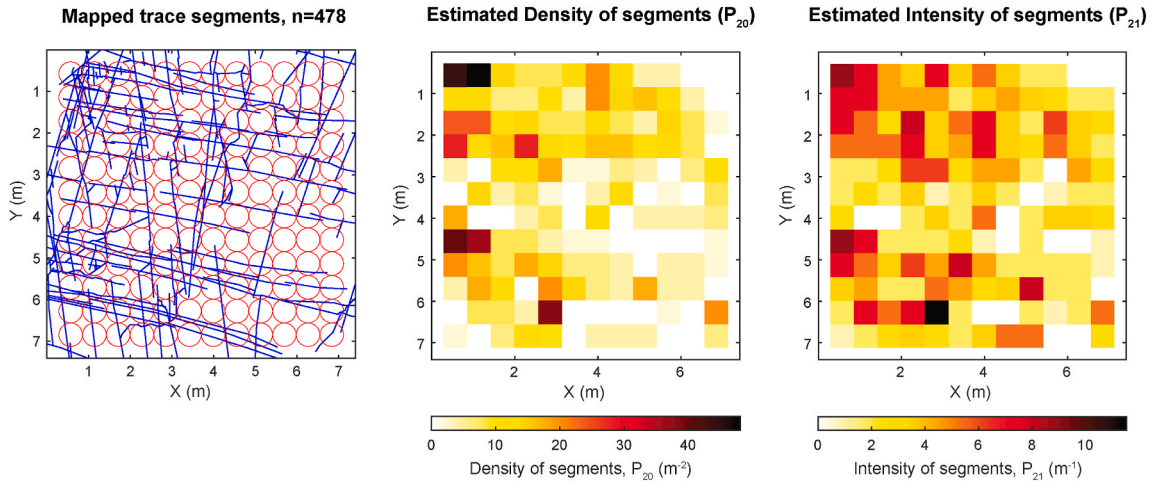 Mapped trace segments, n=478
1
2
3
4
5
6
7
Y (m)
1 2 3 4 5 6 7
X (m)
Estimated Density of segments (P₂₀)
1
2
3
4
5
6
7
Y (m)
2 4 6
X (m)
0 10 20 30 40
Density of segments, P₂₀ (m⁻²)
Estimated Intensity of segments (P₂₁)
1
2
3
4
5
6
7
Y (m)
2 4 6
X (m)
0 2 4 6 8 10
Intensity of segments, P₂₁ (m⁻¹)